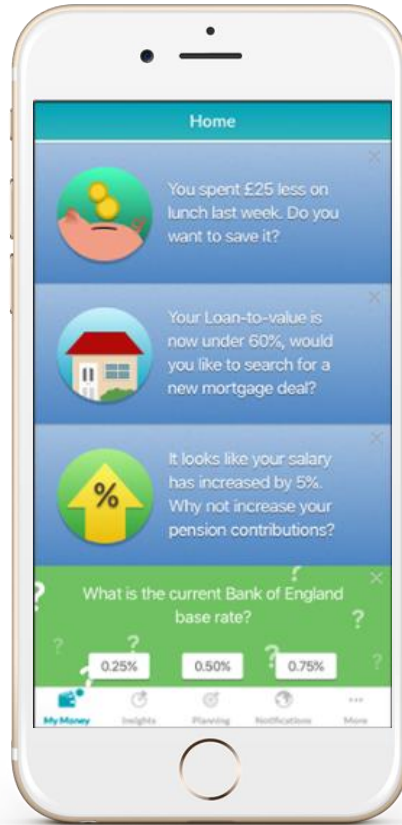 Home
You spent £25 less on
lunch last week. Do you
want to save it?
Your Loan-to-value is
now under 60%, would
you like to search for a
new mortgage deal?
%
It looks like your salary
has increased by 5%.
Why not increase your
pension contributions?
What is the current Bank of England
base rate?
0.25% 0.50% 0.75%
My Money Insights Planning Notifications More